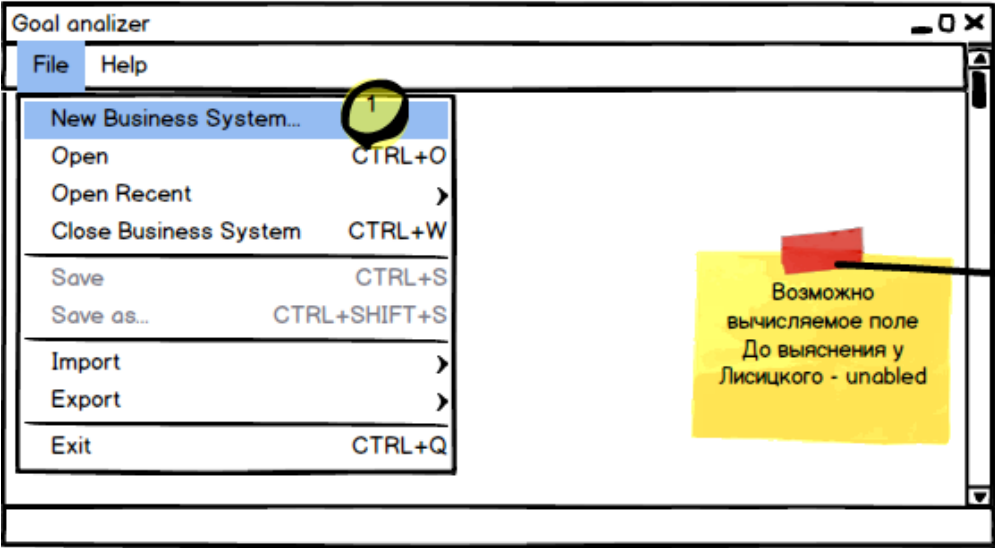 Goal analizer
File Help
New Business System...
1
Open CTRL+O
Open Recent
Close Business System CTRL+W
Save CTRL+S
Save as... CTRL+SHIFT+S
Import
Export
Exit CTRL+Q
Возможно
вычисляемое поле
До выяснения у
Лисицкого - unabled